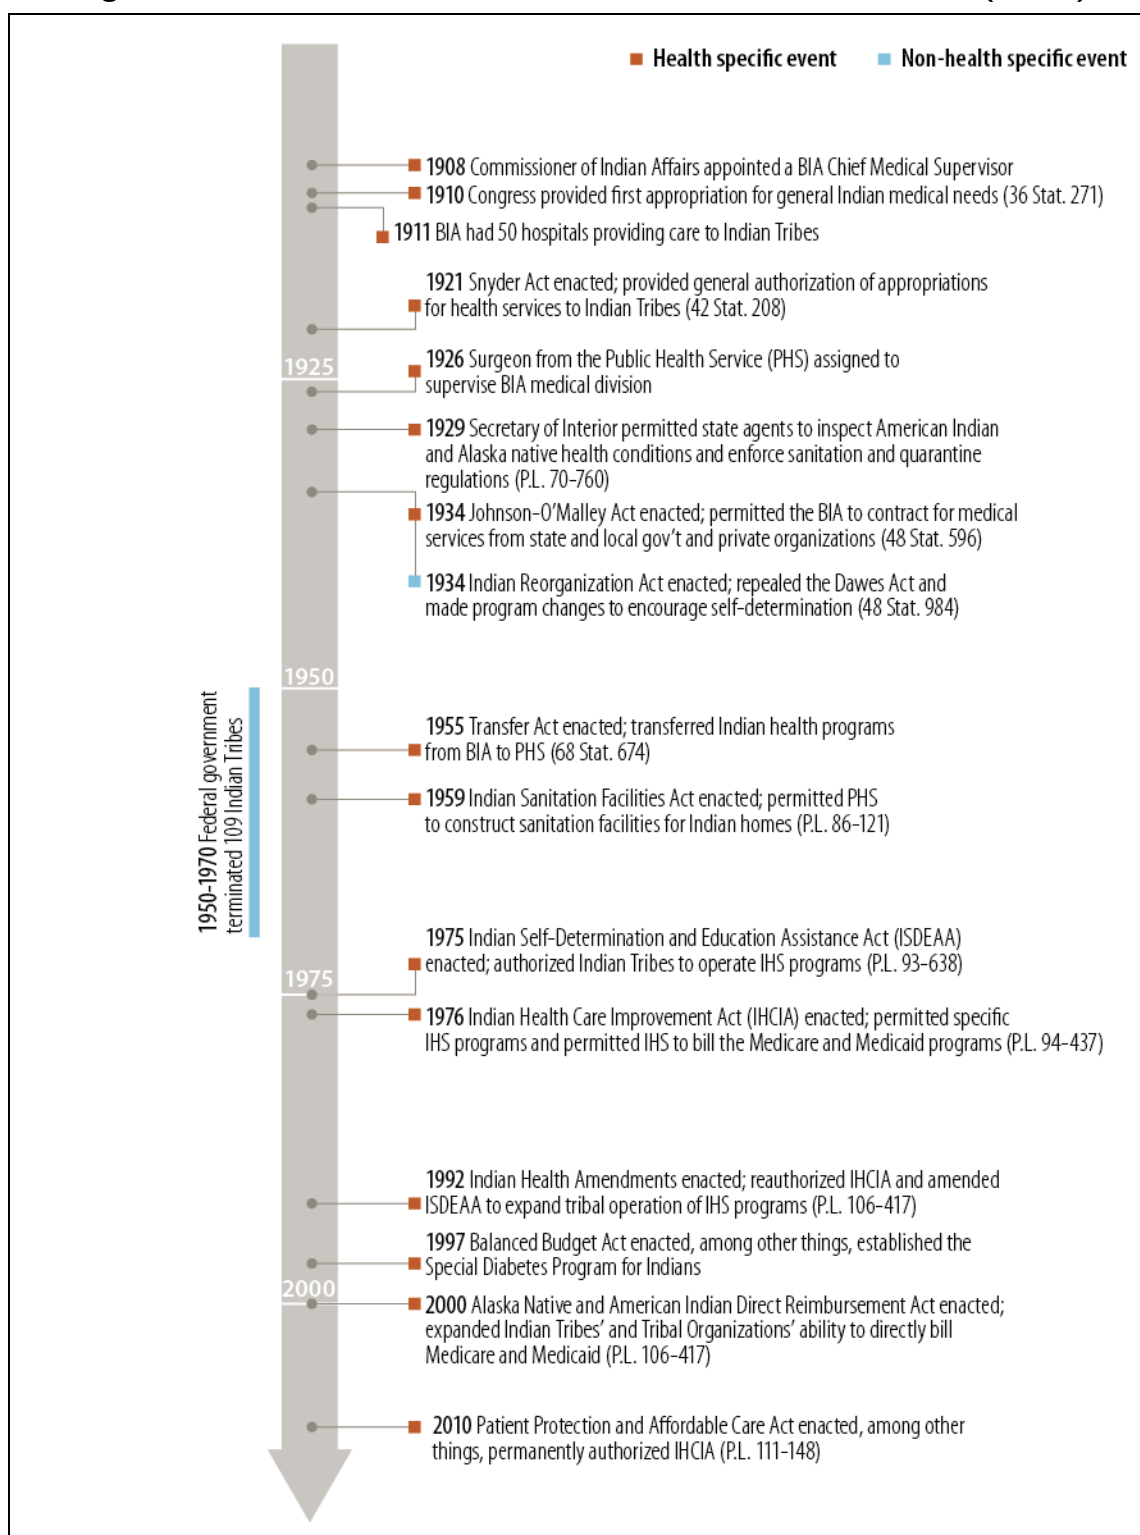 Health specific event
Non-health specific event
1908 Commissioner of Indian Affairs appointed a BIA Chief Medical Supervisor
1910 Congress provided first appropriation for general Indian medical needs (36 Stat. 271)
1911 BIA had 50 hospitals providing care to Indian Tribes
1921 Snyder Act enacted; provided general authorization of appropriations
for health services to Indian Tribes (42 Stat. 208)
1925
1926 Surgeon from the Public Health Service (PHS) assigned to
supervise BIA medical division
1929 Secretary of Interior permitted state agents to inspect American Indian
and Alaska native health conditions and enforce sanitation and quarantine
regulations (P.L. 70-760)
1934 Johnson-O'Malley Act enacted; permitted the BIA to contract for medical
services from state and local gov't and private organizations (48 Stat. 596)
1934 Indian Reorganization Act enacted; repealed the Dawes Act and
made program changes to encourage self-determination (48 Stat. 984)
1950
1950-1970 Federal government
terminated 109 Indian Tribes
1955 Transfer Act enacted; transferred Indian health programs
from BIA to PHS (68 Stat. 674)
1959 Indian Sanitation Facilities Act enacted; permitted PHS
to construct sanitation facilities for Indian homes (P.L. 86-121)
1975 Indian Self-Determination and Education Assistance Act (ISDEAA)
enacted; authorized Indian Tribes to operate IHS programs (P.L. 93-638)
1975
1976 Indian Health Care Improvement Act (IHCIA) enacted; permitted specific
IHS programs and permitted IHS to bill the Medicare and Medicaid programs (P.L. 94-437)
1992 Indian Health Amendments enacted; reauthorized IHCIA and amended
ISDEAA to expand tribal operation of IHS programs (P.L. 106-417)
1997 Balanced Budget Act enacted, among other things, established the
Special Diabetes Program for Indians
2000
2000 Alaska Native and American Indian Direct Reimbursement Act enacted;
expanded Indian Tribes' and Tribal Organizations' ability to directly bill
Medicare and Medicaid (P.L. 106-417)
2010 Patient Protection and Affordable Care Act enacted, among other
things, permanently authorized IHCIA (P.L. 111-148)